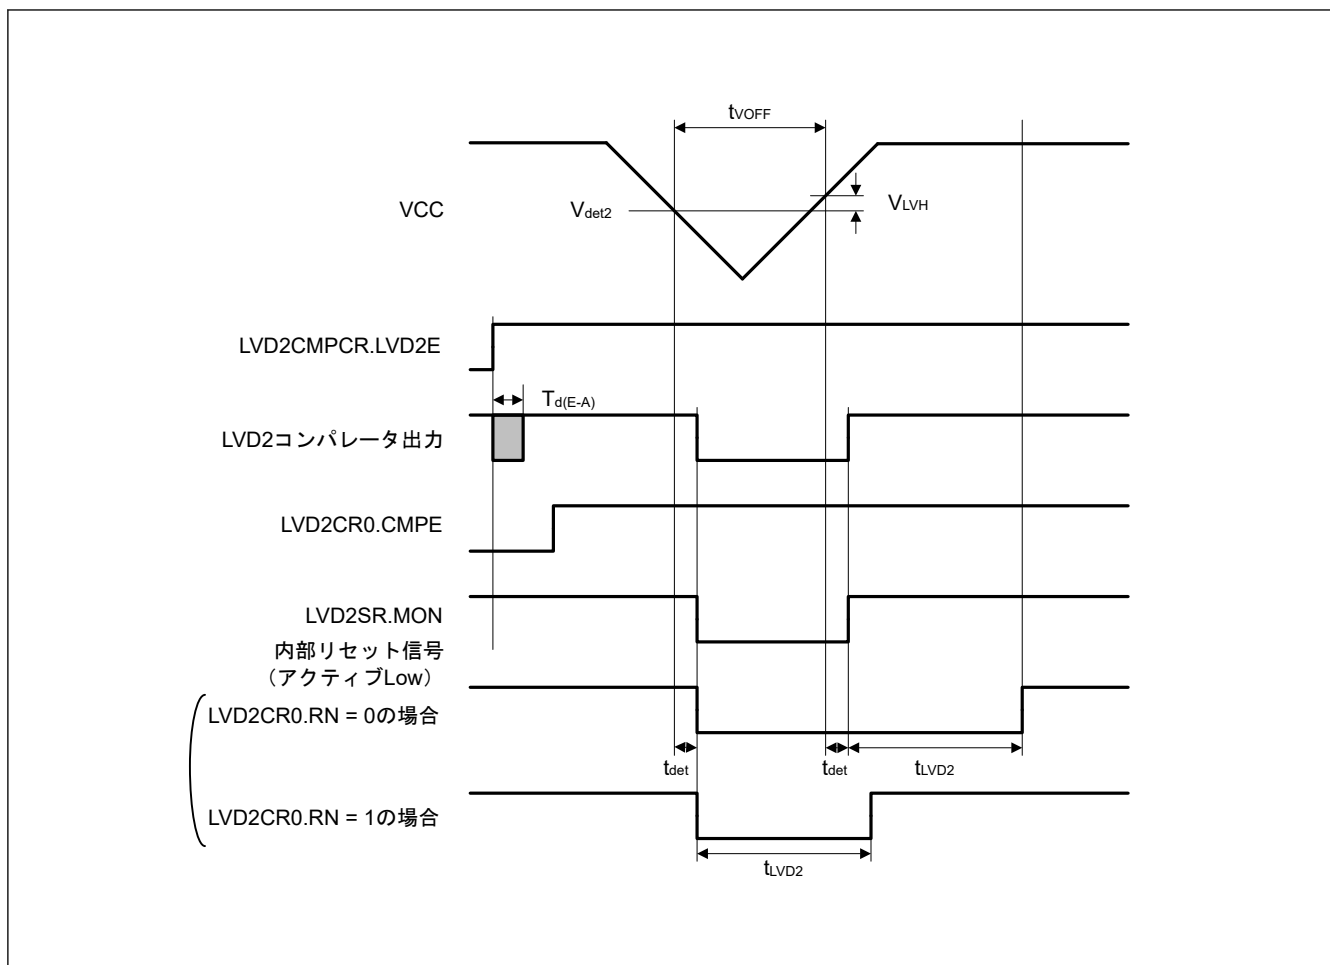 tVOFF
VCC
Vdet2
VLVH
LVD2CMPCR.LVD2E
Td(E-A)
LVD2コンパレータ出力
LVD2CR0.CMPE
LVD2SR.MON
内部リセット信号
（アクティブLow）
LVD2CR0.RN = 0の場合
tdet
tdet
tLVD2
LVD2CR0.RN = 1の場合
tLVD2